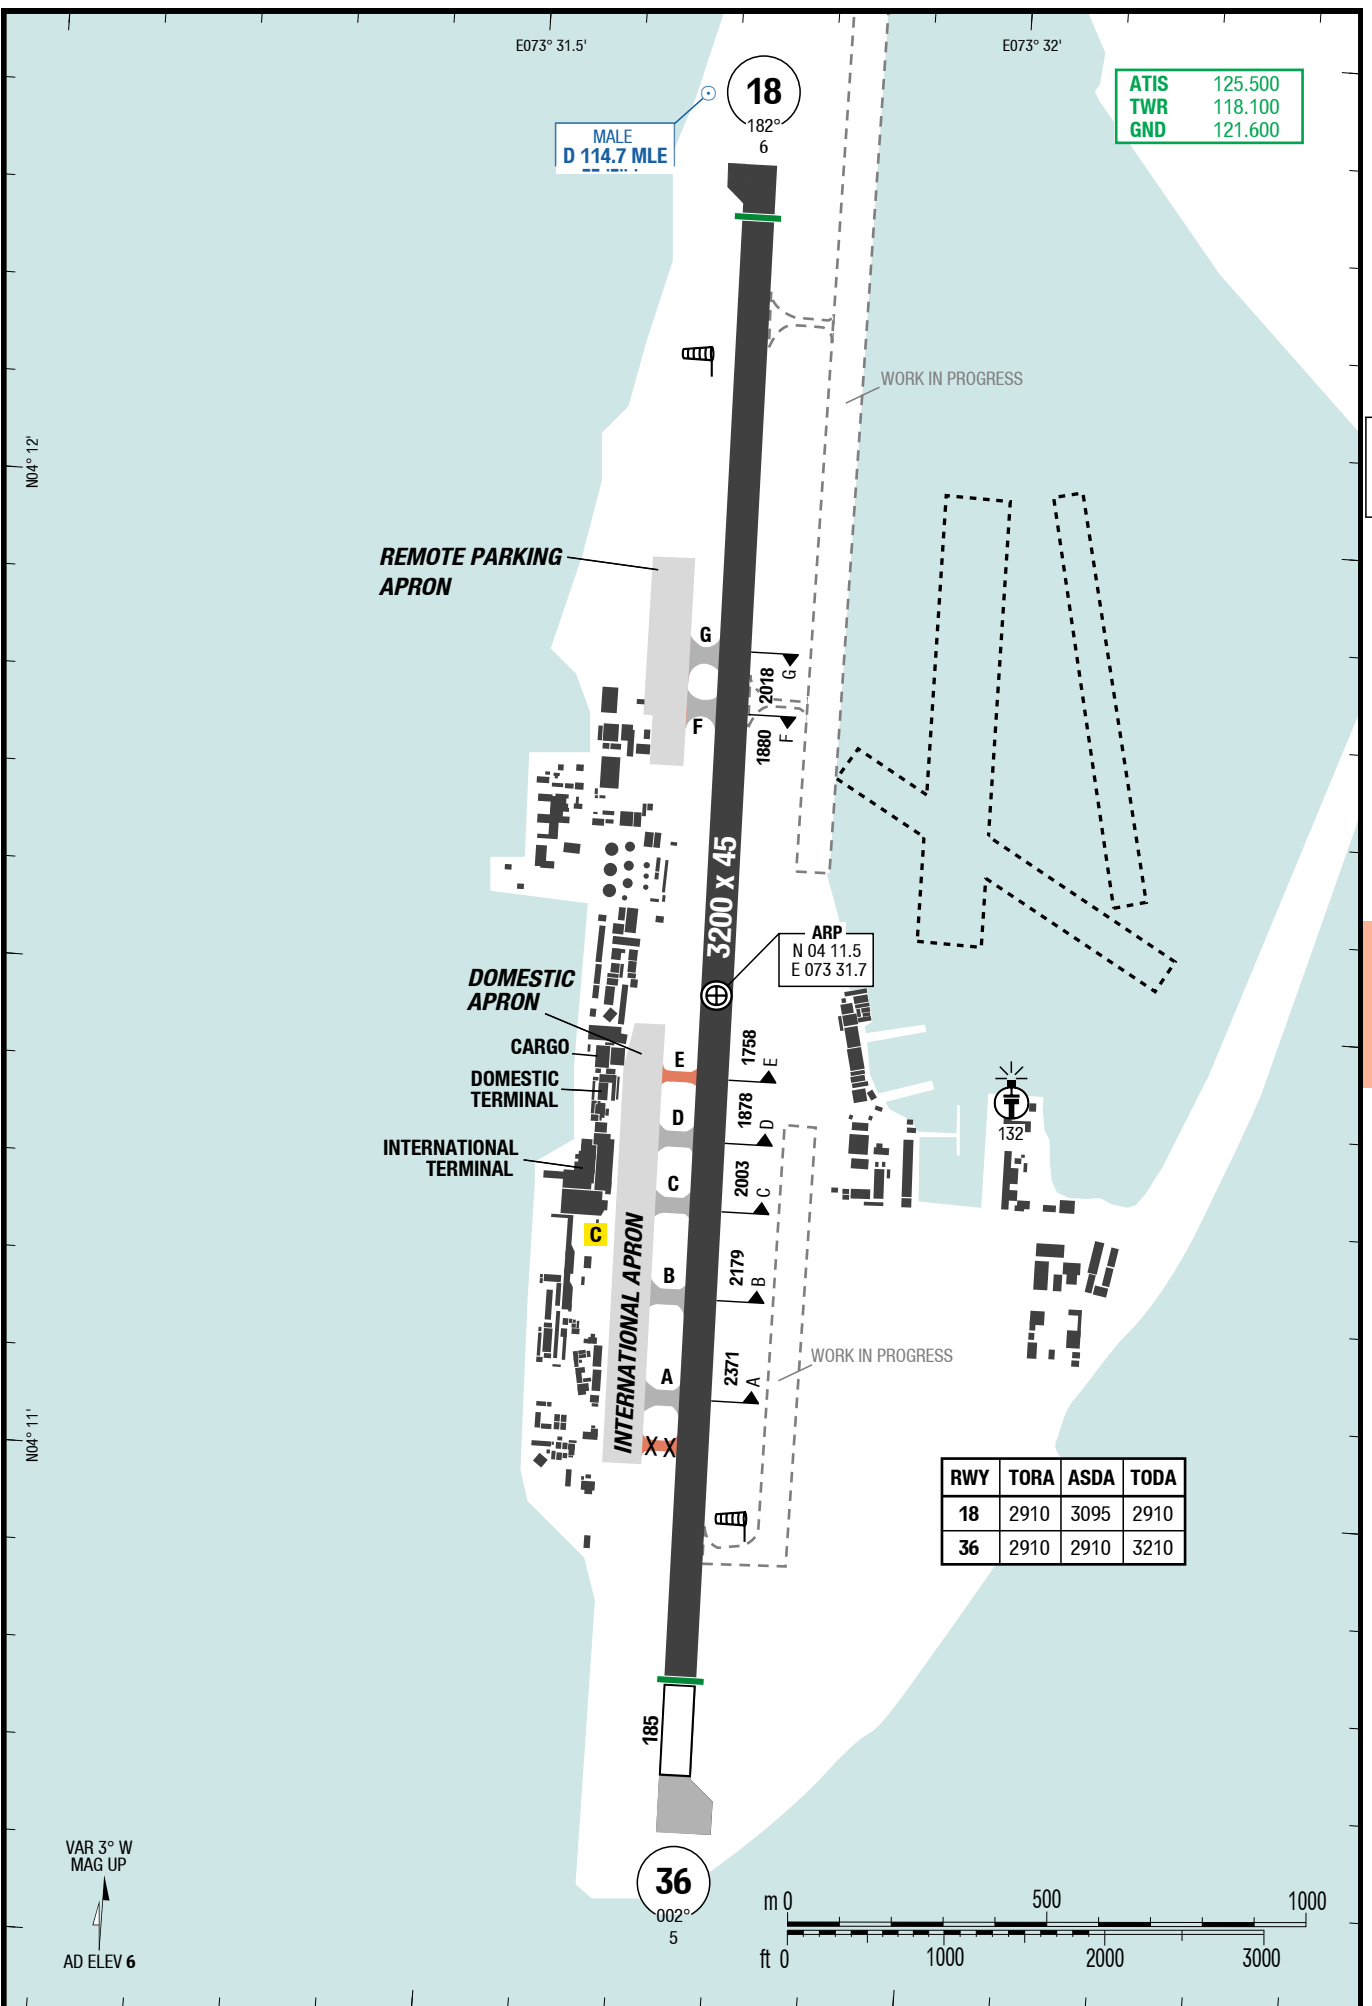 E073° 31.5'
E073° 32'
18
182°
6
ATIS 125.500
TWR 118.100
GND 121.600
MALE
D 114.7 MLE
WORK IN PROGRESS
N04° 12'
REMOTE PARKING
APRON
G
2018
G
F
1880
F
3200 x 45
ARP
N 04 11.5
E 073 31.7
DOMESTIC
APRON
CARGO
DOMESTIC
TERMINAL
INTERNATIONAL
TERMINAL
E
1758
E
D
1878
D
132
C
2003
C
C
INTERNATIONAL APRON
B
2179
B
WORK IN PROGRESS
A
2371
A
X X
N04° 11'
RWY TORA ASDA TODA
18 2910 3095 2910
36 2910 2910 3210
185
36
002°
5
VAR 3° W
MAG UP
AD ELEV 6
m 0 500 1000
ft 0 1000 2000 3000